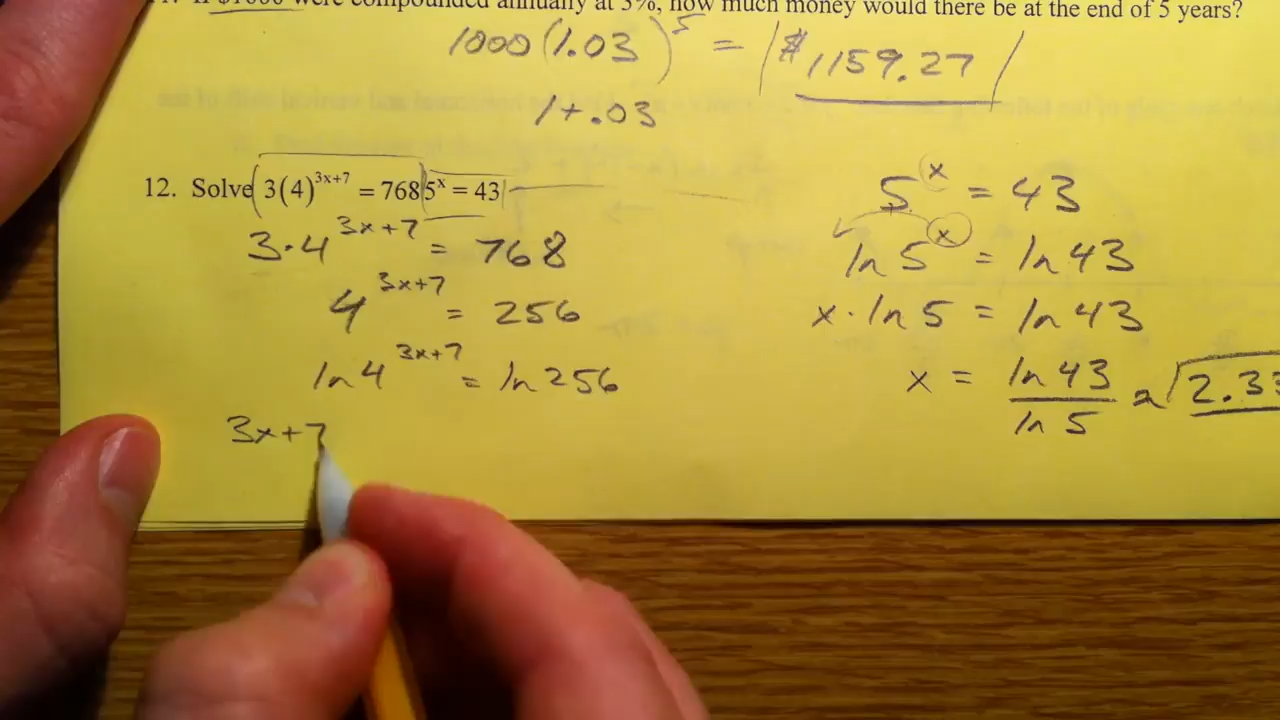 If $1000 were compounded annually at 3%, how much money would there be at the end of 5 years?
1000(1.03)^5 = $1159.27
1+.03
12. Solve 3(4)^{3x+7} = 768 5^x = 43
3·4^{3x+7} = 768
4^{3x+7} = 256
ln 4^{3x+7} = ln 256
3x+7
5^x = 43
ln 5^x = ln 43
x·ln 5 = ln 43
x = ln 43 / ln 5 ≈ 2.33